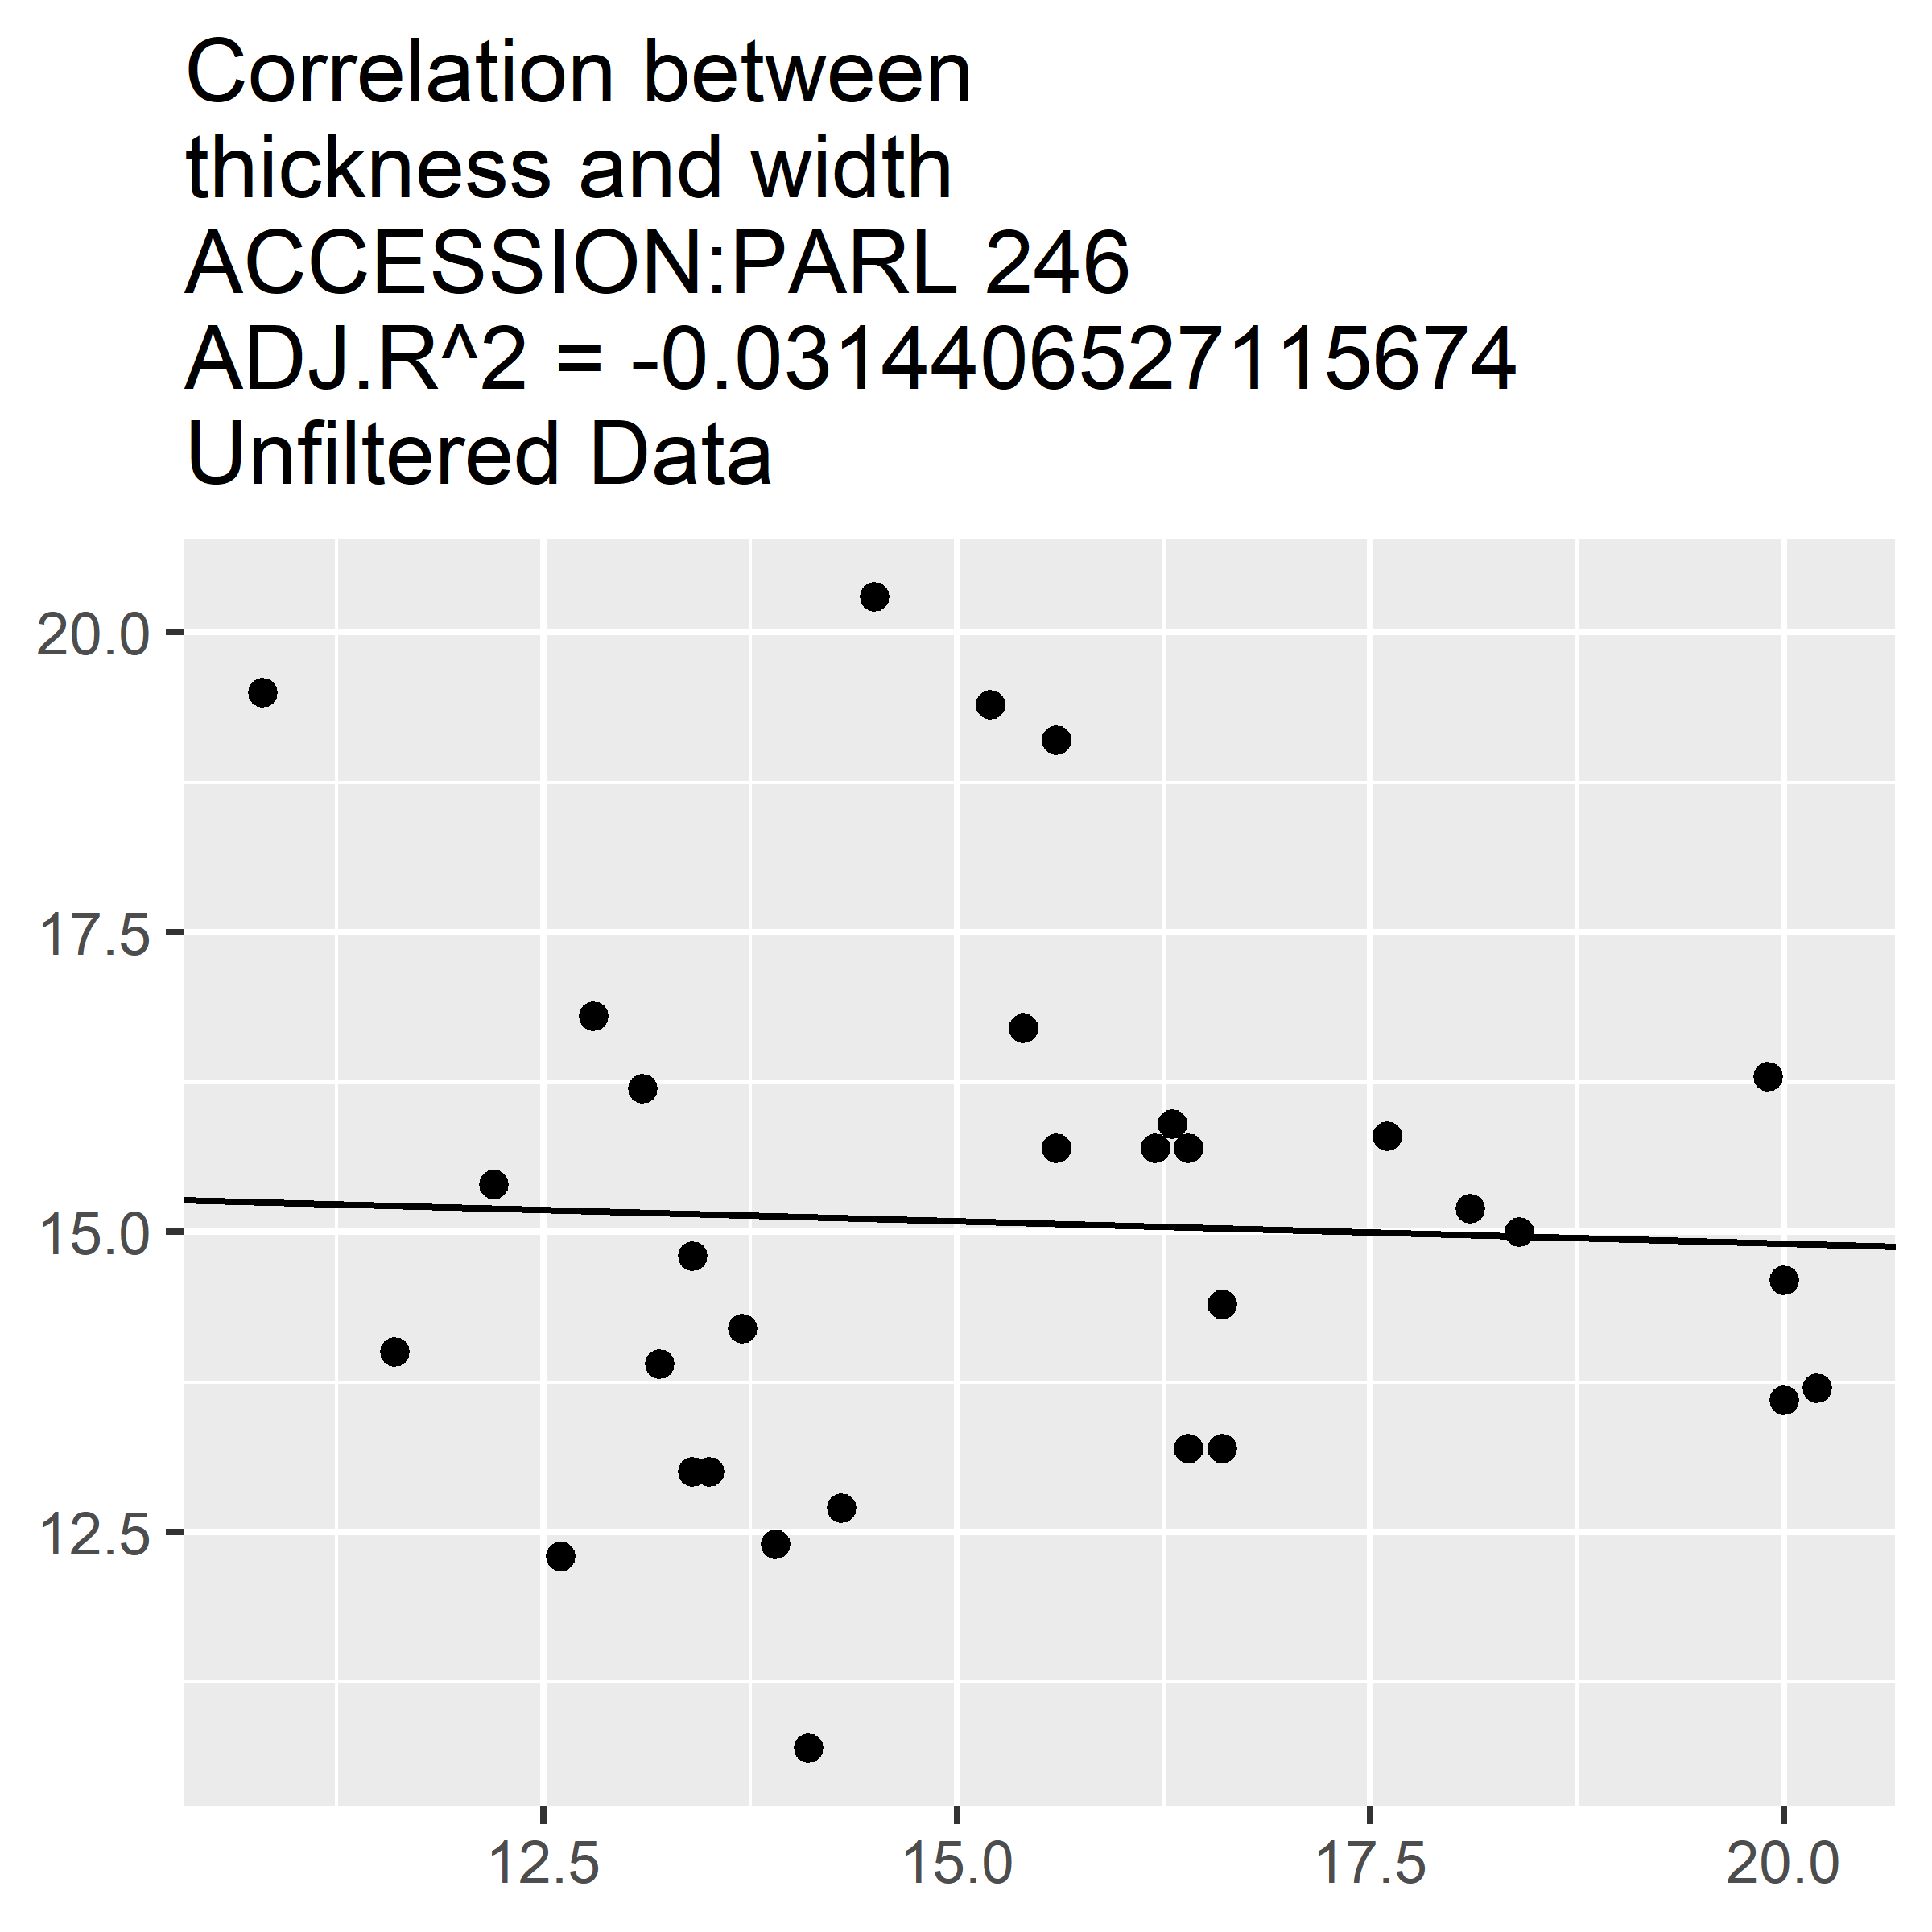 Correlation between
thickness and width
ACCESSION:PARL 246
ADJ.R^2 = -0.0314406527115674
Unfiltered Data
20.0
17.5
15.0
12.5
12.5 15.0 17.5 20.0